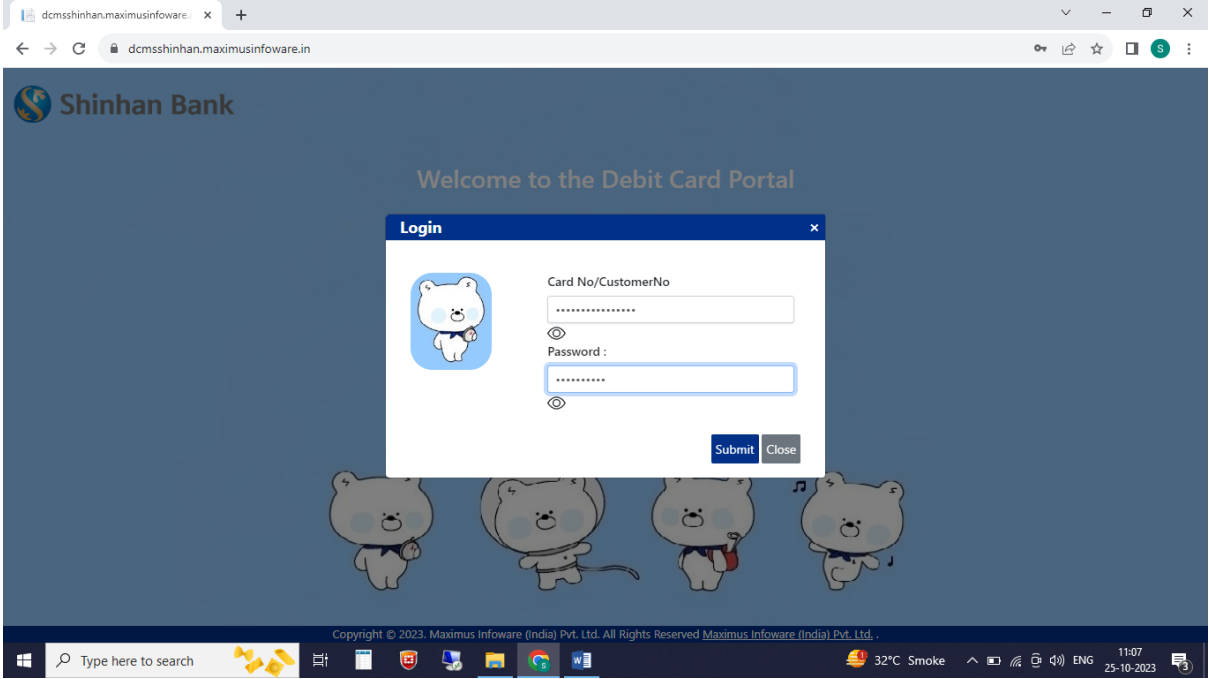 dcmsshinhan.maximusinfoware.i
dcmsshinhan.maximusinfoware.in
S
Shinhan Bank
Welcome to the Debit Card Portal
Login
Card No/CustomerNo
••••••••••••••••
Password :
••••••••••
Submit Close
Copyright © 2023. Maximus Infoware (India) Pvt. Ltd. All Rights Reserved Maximus Infoware (India) Pvt. Ltd. .
Type here to search
1
32°C Smoke
ENG
11:07
25-10-2023
3